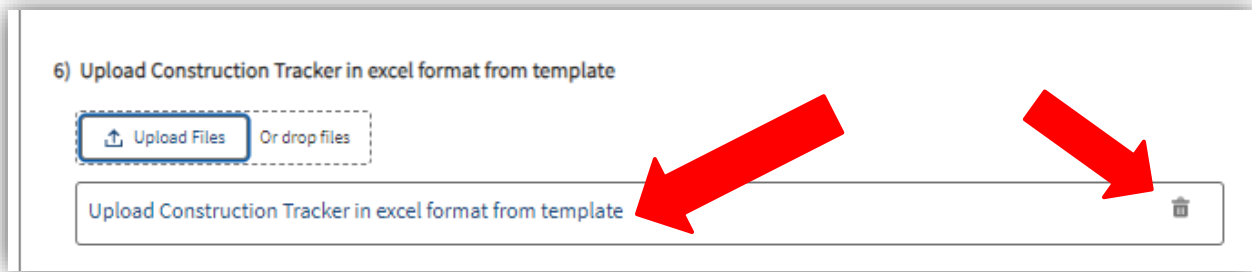 6) Upload Construction Tracker in excel format from template
Upload Files Or drop files
Upload Construction Tracker in excel format from template